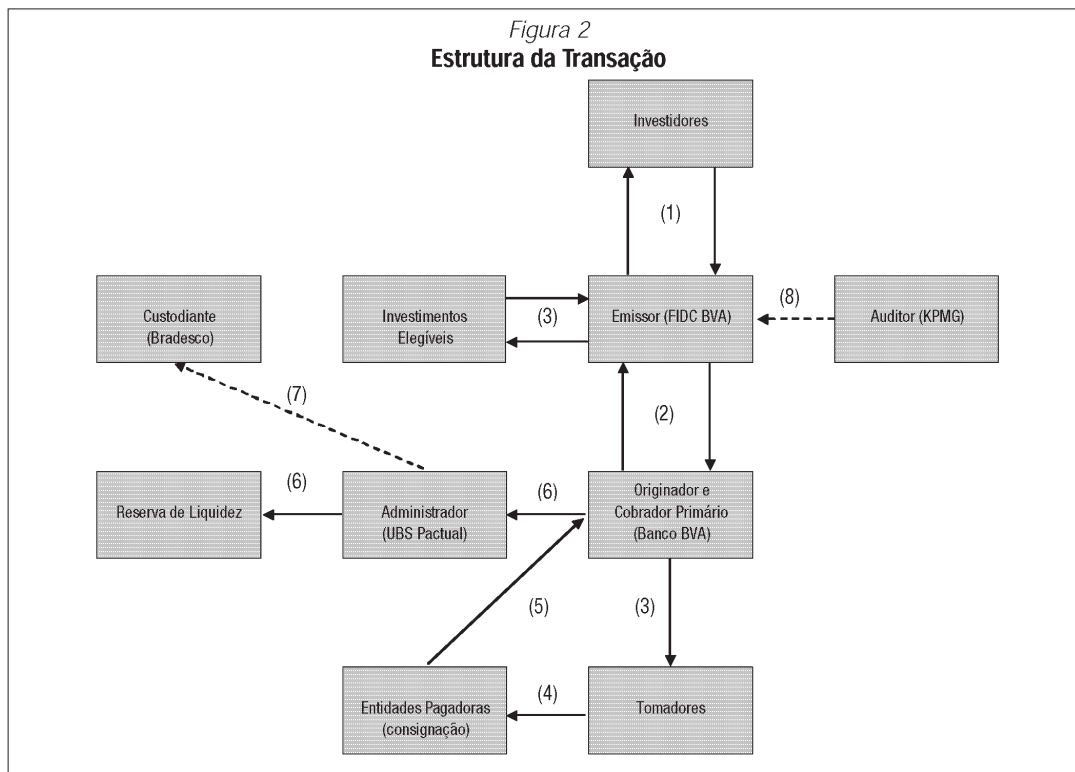 Figura 2
Estrutura da Transação
Investidores
(1)
Custodiante
(Bradesco)
Investimentos
Elegíveis
(3)
Emissor (FIDC BVA)
(8)
Auditor (KPMG)
(7)
(2)
Reserva de Liquidez
(6)
Administrador
(UBS Pactual)
(6)
Originador e
Cobrador Primário
(Banco BVA)
(5)
(3)
Entidades Pagadoras
(consignação)
(4)
Tomadores